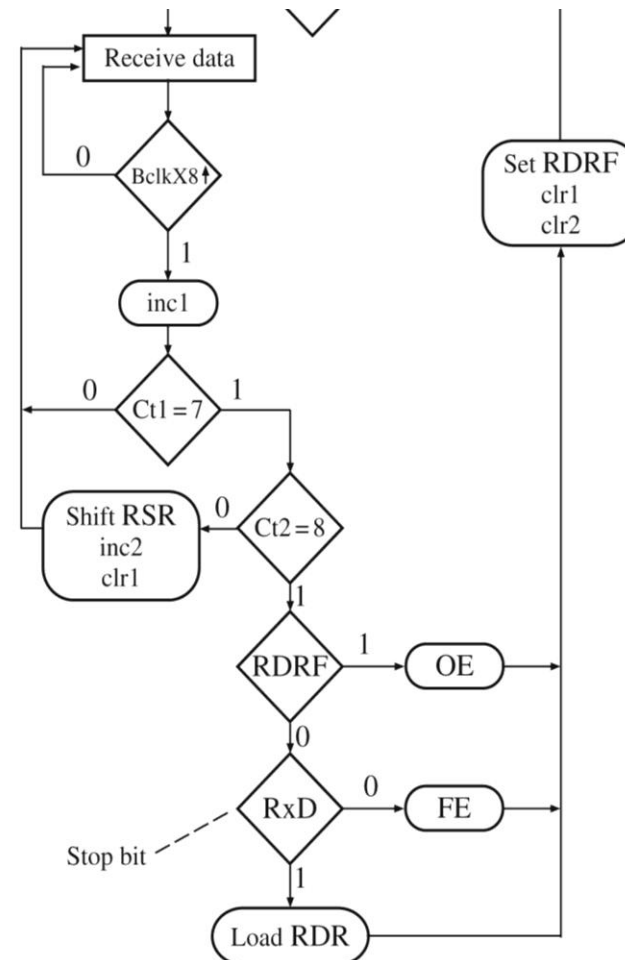 Receive data
0
BclkX8↑
1
Set RDRF
clr1
clr2
inc1
0
Ct1 = 7
1
Shift RSR
inc2
clr1
0
Ct2 = 8
1
RDRF
1
OE
0
RxD
0
FE
Stop bit
1
Load RDR